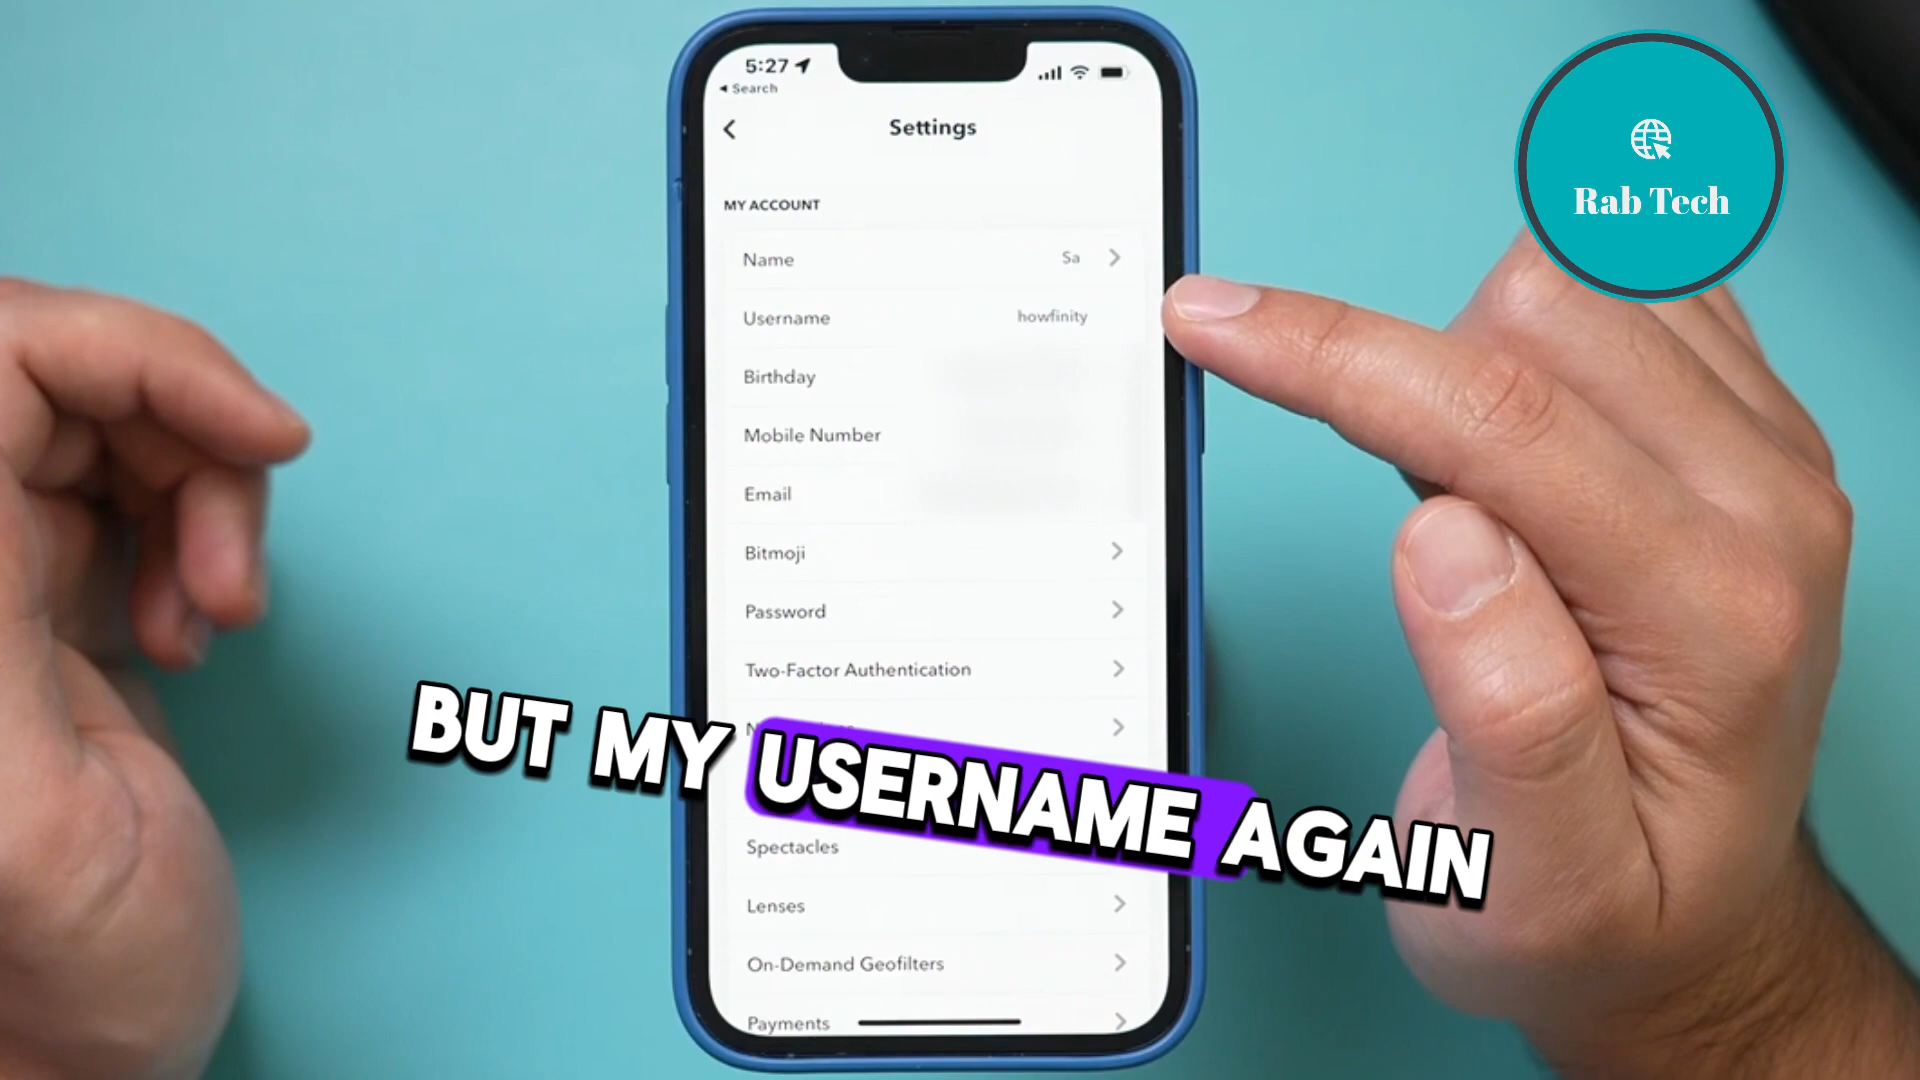 5:27
Search
Settings
Rab Tech
MY ACCOUNT
Name Sa
Username howfinity
Birthday
Mobile Number
Email
Bitmoji
Password
Two-Factor Authentication
BUT MY USERNAME AGAIN
Spectacles
Lenses
On-Demand Geofilters
Payments